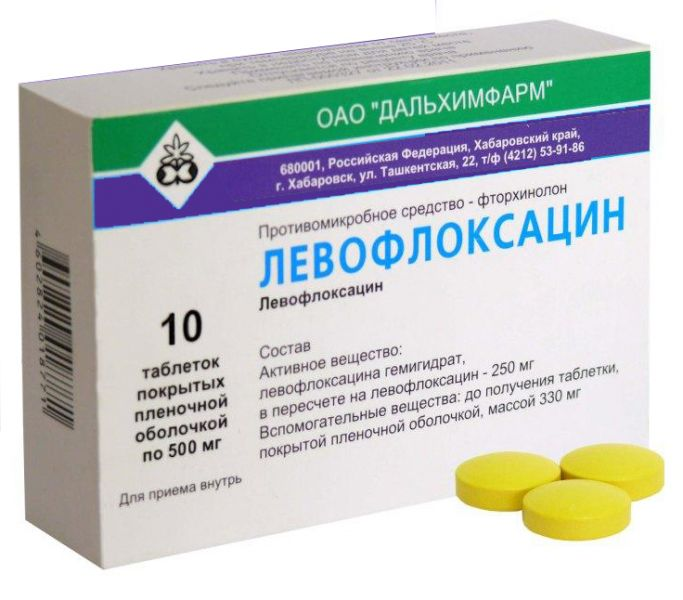 ОАО "ДАЛЬХИМФАРМ"
680001, Российская Федерация, Хабаровский край,
г. Хабаровск, ул. Ташкентская, 22, т/ф (4212) 53-91-86
Противомикробное средство - фторхинолон
ЛЕВОФЛОКСАЦИН
Левофлоксацин
10
таблеток
покрытых
пленочной
оболочкой
по 500 мг
Для приема внутрь
Состав
Активное вещество:
левофлоксацина гемигидрат,
в пересчете на левофлоксацин - 250 мг
Вспомогательные вещества: до получения таблетки,
покрытой пленочной оболочкой, массой 330 мг